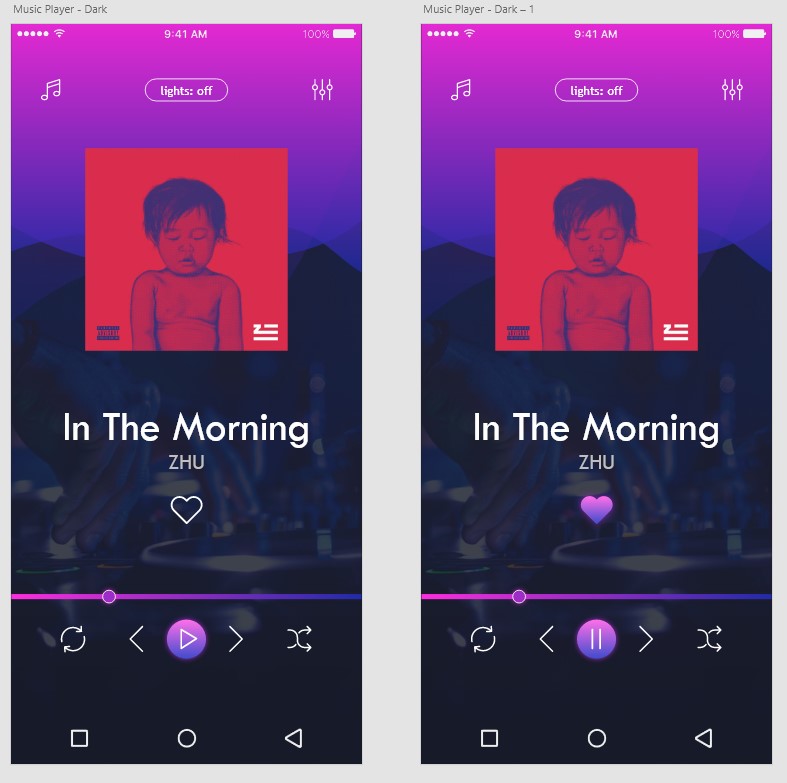 Music Player - Dark
Music Player - Dark – 1
9:41 AM
100%
lights: off
In The Morning
ZHU
9:41 AM
100%
lights: off
In The Morning
ZHU